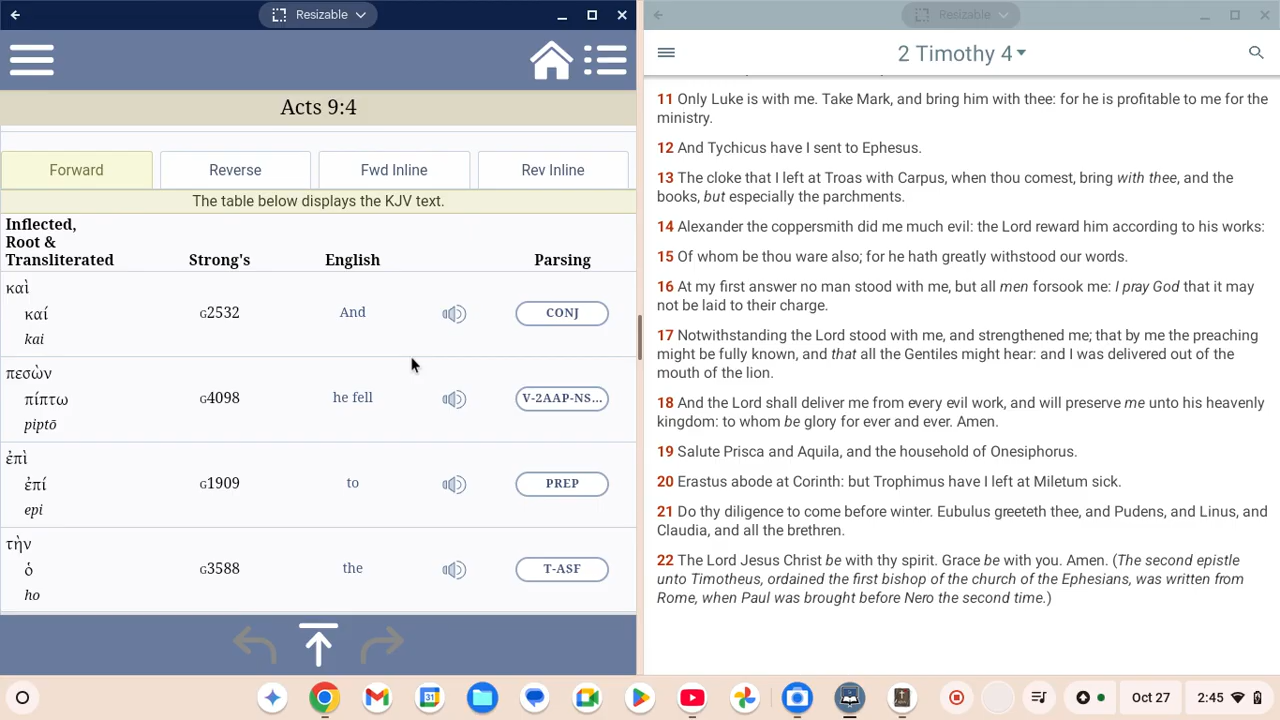 Resizable
Acts 9:4
Forward
Reverse
Fwd Inline
Rev Inline
The table below displays the KJV text.
Inflected,
Root &
Transliterated
Strong's
English
Parsing
καὶ
καί
kai
G2532
And
CONJ
πεσὼν
πίπτω
piptō
G4098
he fell
V-2AAP-NS...
ἐπὶ
ἐπί
epi
G1909
to
PREP
τὴν
ὁ
ho
G3588
the
T-ASF
Resizable
2 Timothy 4
11 Only Luke is with me. Take Mark, and bring him with thee: for he is profitable to me for the
ministry.
12 And Tychicus have I sent to Ephesus.
13 The cloke that I left at Troas with Carpus, when thou comest, bring with thee, and the
books, but especially the parchments.
14 Alexander the coppersmith did me much evil: the Lord reward him according to his works:
15 Of whom be thou ware also; for he hath greatly withstood our words.
16 At my first answer no man stood with me, but all men forsook me: I pray God that it may
not be laid to their charge.
17 Notwithstanding the Lord stood with me, and strengthened me; that by me the preaching
might be fully known, and that all the Gentiles might hear: and I was delivered out of the
mouth of the lion.
18 And the Lord shall deliver me from every evil work, and will preserve me unto his heavenly
kingdom: to whom be glory for ever and ever. Amen.
19 Salute Prisca and Aquila, and the household of Onesiphorus.
20 Erastus abode at Corinth: but Trophimus have I left at Miletum sick.
21 Do thy diligence to come before winter. Eubulus greeteth thee, and Pudens, and Linus, and
Claudia, and all the brethren.
22 The Lord Jesus Christ be with thy spirit. Grace be with you. Amen. (The second epistle
unto Timotheus, ordained the first bishop of the church of the Ephesians, was written from
Rome, when Paul was brought before Nero the second time.)
Oct 27
2:45